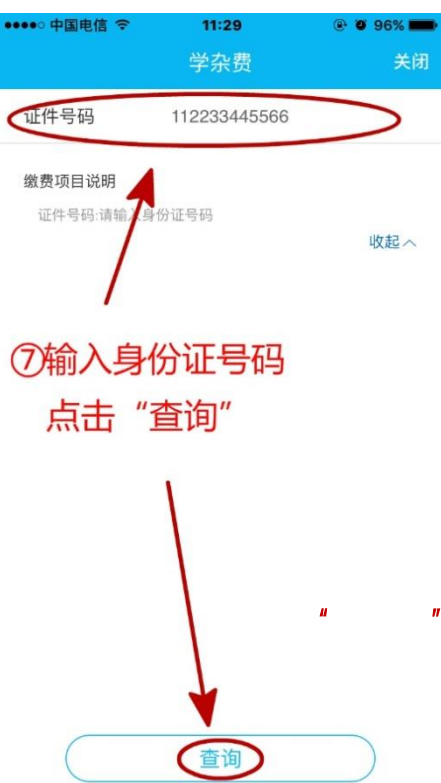 中国电信 11:29 96%
学杂费 关闭
证件号码 112233445566
缴费项目说明
证件号码:请输入身份证号码
收起
⑦输入身份证号码
点击“查询”
" "
查询